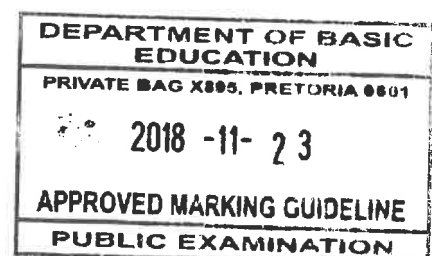 DEPARTMENT OF BASIC
EDUCATION
PRIVATE BAG X895, PRETORIA 0001
2018 -11- 23
APPROVED MARKING GUIDELINE
PUBLIC EXAMINATION